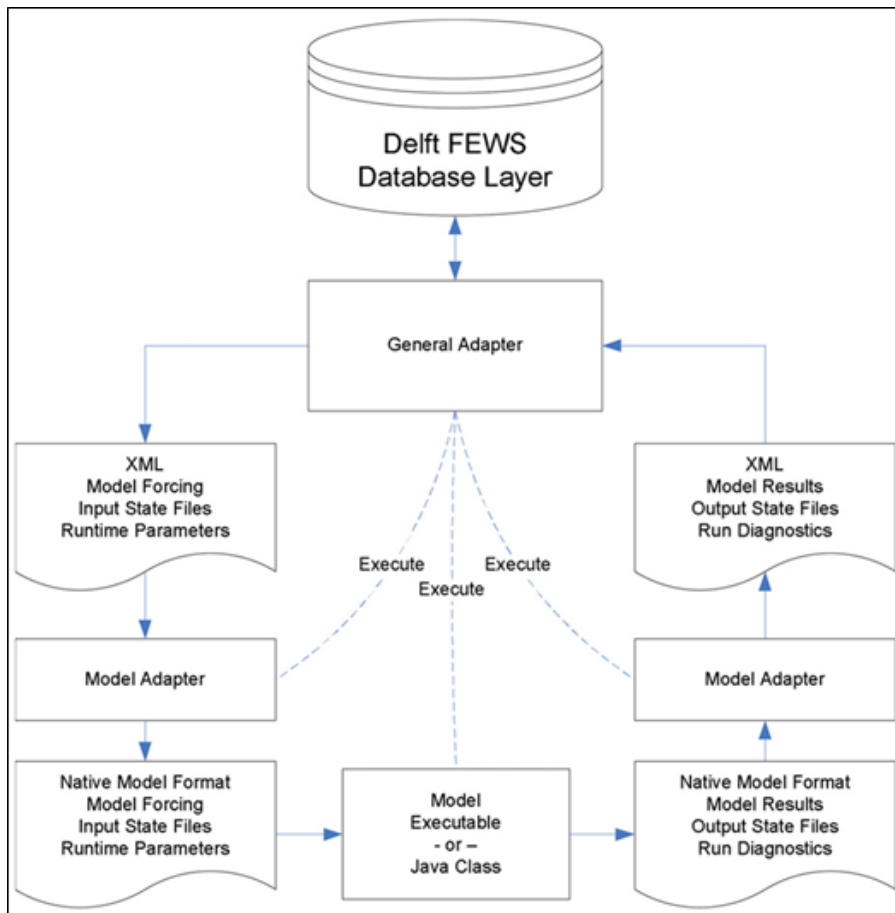 Delft FEWS
Database Layer
General Adapter
XML
Model Forcing
Input State Files
Runtime Parameters
XML
Model Results
Output State Files
Run Diagnostics
Execute
Execute
Execute
Model Adapter
Model Adapter
Native Model Format
Model Forcing
Input State Files
Runtime Parameters
Model
Executable
- or –
Java Class
Native Model Format
Model Results
Output State Files
Run Diagnostics